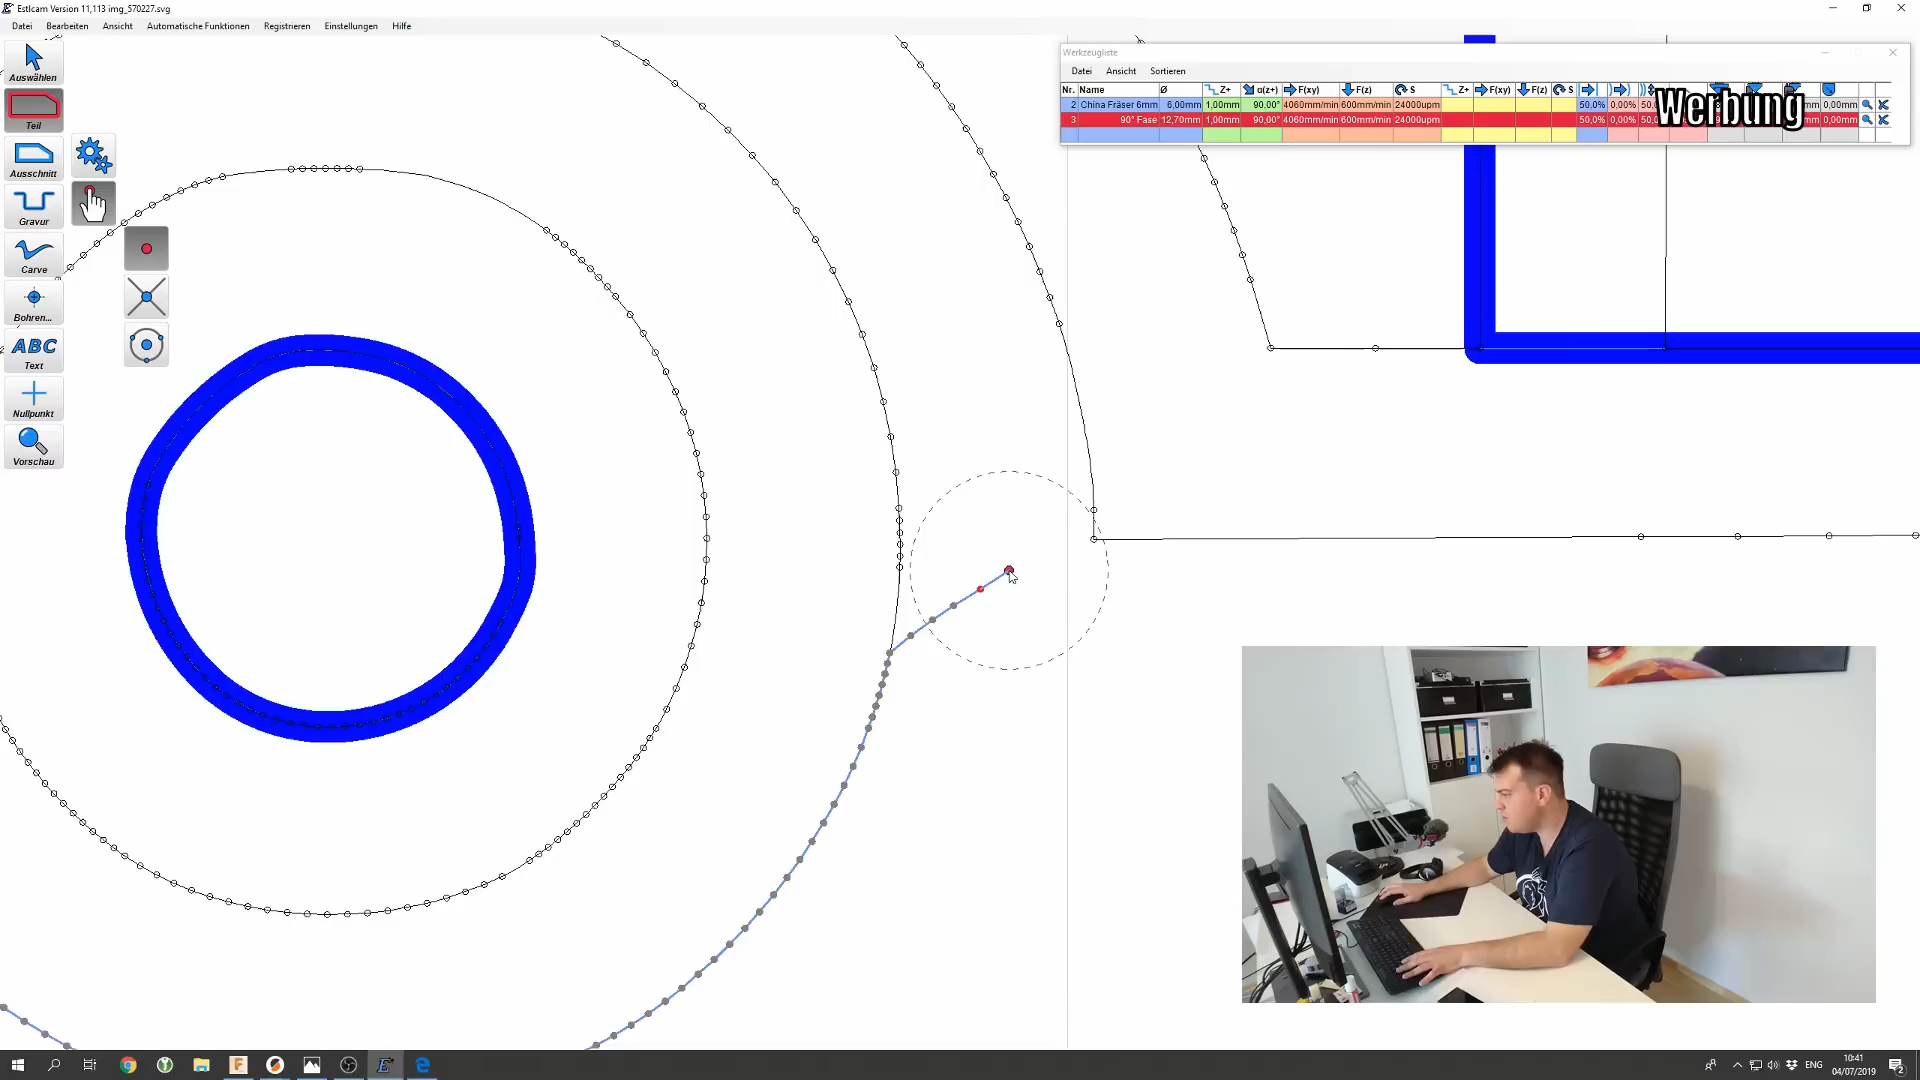 Estlcam Version 11,113 img_570227.svg
Datei Bearbeiten Ansicht Automatische Funktionen Registrieren Einstellungen Hilfe
Auswählen
Teil
Ausschnitt
Gravur
Carve
Bohren...
ABC
Text
Nullpunkt
Vorschau
Werkzeugliste
Datei Ansicht Sortieren
Nr. Name Ø Z+ α(z+) F(xy) F(z) S Z+ F(xy) F(z) S
2 China Fräser 6mm 6,00mm 1,00mm 90,00° 4060mm/min 600mm/min 24000upm 50,0% 0,00% 0,00mm
3 90° Fase 12,70mm 1,00mm 90,00° 4060mm/min 600mm/min 24000upm 50,0% 0,00% 0,00mm
Werbung
ENG
10:41
04/07/2019